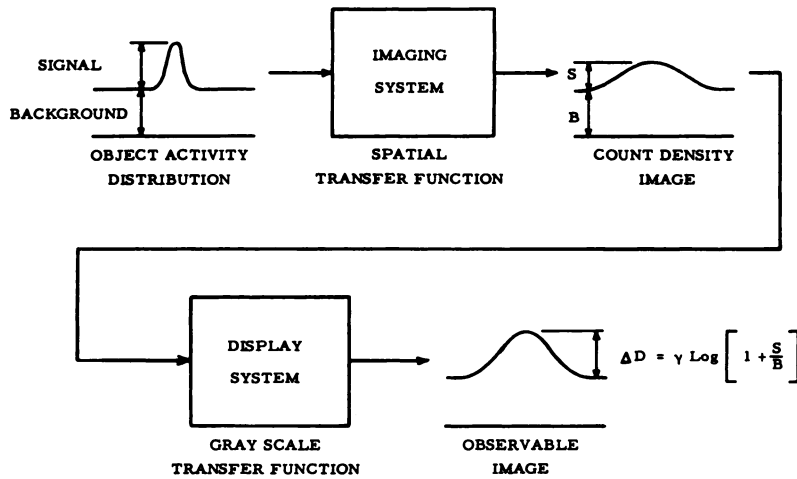 SIGNAL
BACKGROUND
OBJECT ACTIVITY
DISTRIBUTION
IMAGING
SYSTEM
SPATIAL
TRANSFER FUNCTION
S
B
COUNT DENSITY
IMAGE
DISPLAY
SYSTEM
GRAY SCALE
TRANSFER FUNCTION
OBSERVABLE
IMAGE
ΔD = γ Log [ 1 + S/B ]